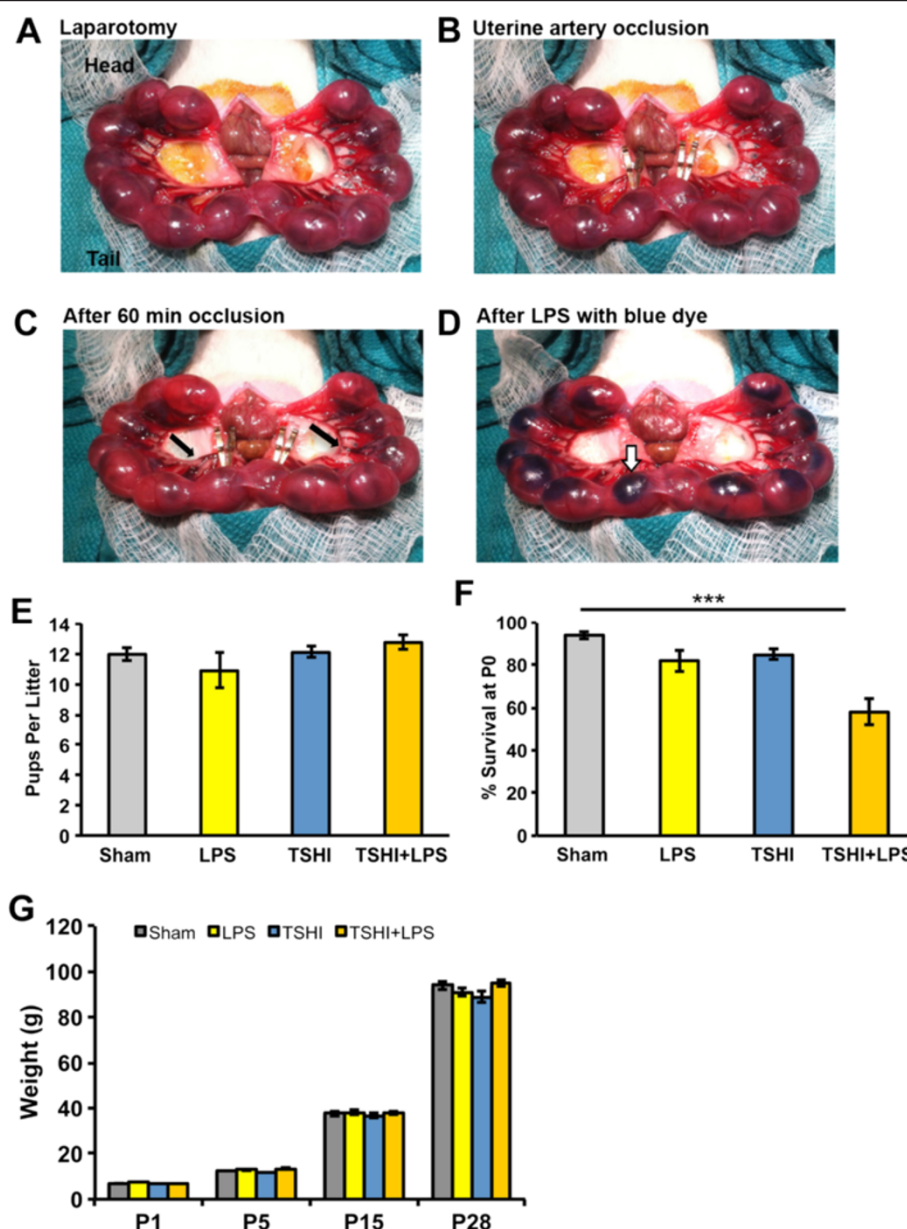 A Laparotomy
B Uterine artery occlusion
Head
Tail
C After 60 min occlusion
D After LPS with blue dye
E
Pups Per Litter
14
12
10
8
6
4
2
0
Sham LPS TSHI TSHI+LPS
F
***
% Survival at P0
100
80
60
40
20
0
Sham LPS TSHI TSHI+LPS
G
Weight (g)
120
100
80
60
40
20
0
Sham LPS TSHI TSHI+LPS
P1 P5 P15 P28